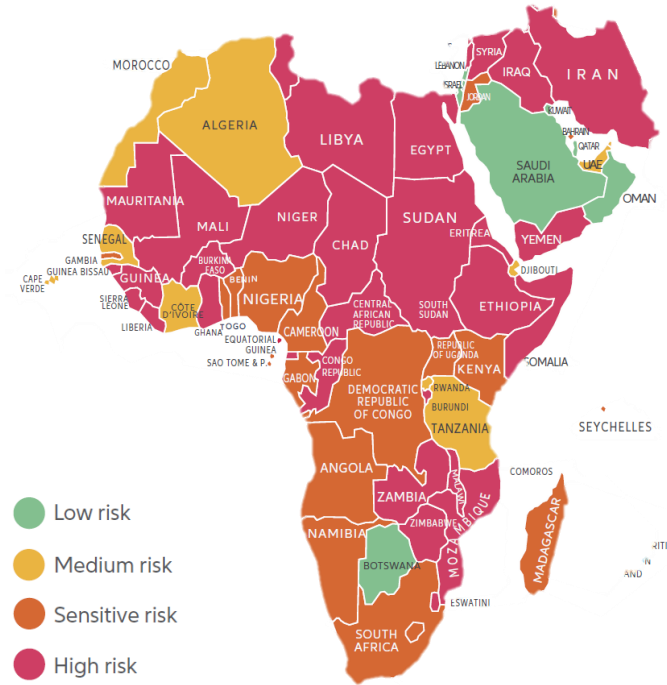 MOROCCO
ALGERIA
LIBYA
EGYPT
LEBANON
SYRIA
ISRAEL
JORDAN
IRAQ
IRAN
KUWAIT
BAHRAIN
QATAR
UAE
SAUDI
ARABIA
OMAN
YEMEN
MAURITANIA
MALI
NIGER
CHAD
SUDAN
ERITREA
DJIBOUTI
SENEGAL
GAMBIA
GUINEA BISSAU
CAPE
VERDE
GUINEA
SIERRA
LEONE
LIBERIA
CÔTE
D'IVOIRE
BURKINA
FASO
GHANA
TOGO
BENIN
NIGERIA
CAMEROON
CENTRAL
AFRICAN
REPUBLIC
SOUTH
SUDAN
ETHIOPIA
SOMALIA
EQUATORIAL
GUINEA
SAO TOME & P.
GABON
CONGO
REPUBLIC
DEMOCRATIC
REPUBLIC
OF CONGO
REPUBLIC
OF UGANDA
KENYA
RWANDA
BURUNDI
TANZANIA
SEYCHELLES
COMOROS
ANGOLA
ZAMBIA
MALAWI
MOZAMBIQUE
ZIMBABWE
MADAGASCAR
NAMIBIA
BOTSWANA
ESWATINI
SOUTH
AFRICA
AND
Low risk
Medium risk
Sensitive risk
High risk